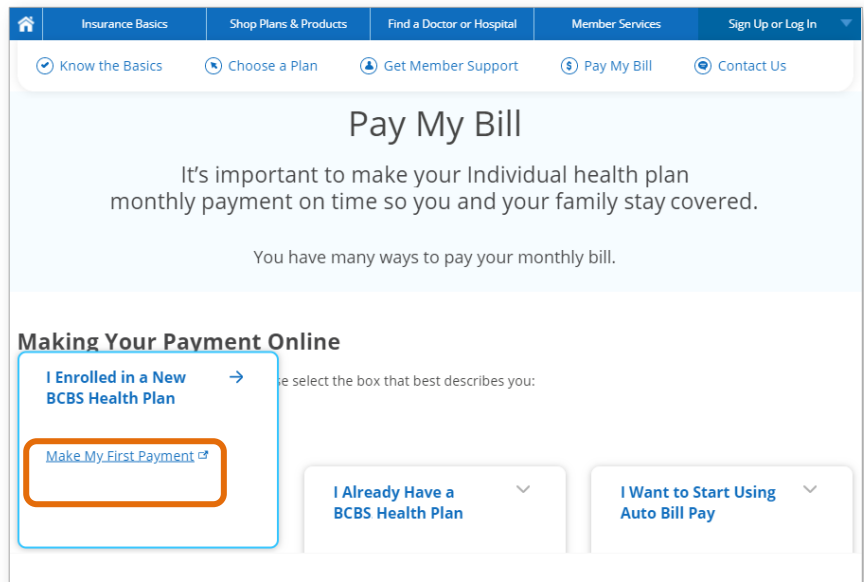 Insurance Basics Shop Plans & Products Find a Doctor or Hospital Member Services Sign Up or Log In
Know the Basics Choose a Plan Get Member Support Pay My Bill Contact Us
Pay My Bill
It's important to make your Individual health plan
monthly payment on time so you and your family stay covered.
You have many ways to pay your monthly bill.
Making Your Payment Online
select the box that best describes you:
I Enrolled in a New
BCBS Health Plan
Make My First Payment
I Already Have a
BCBS Health Plan
I Want to Start Using
Auto Bill Pay